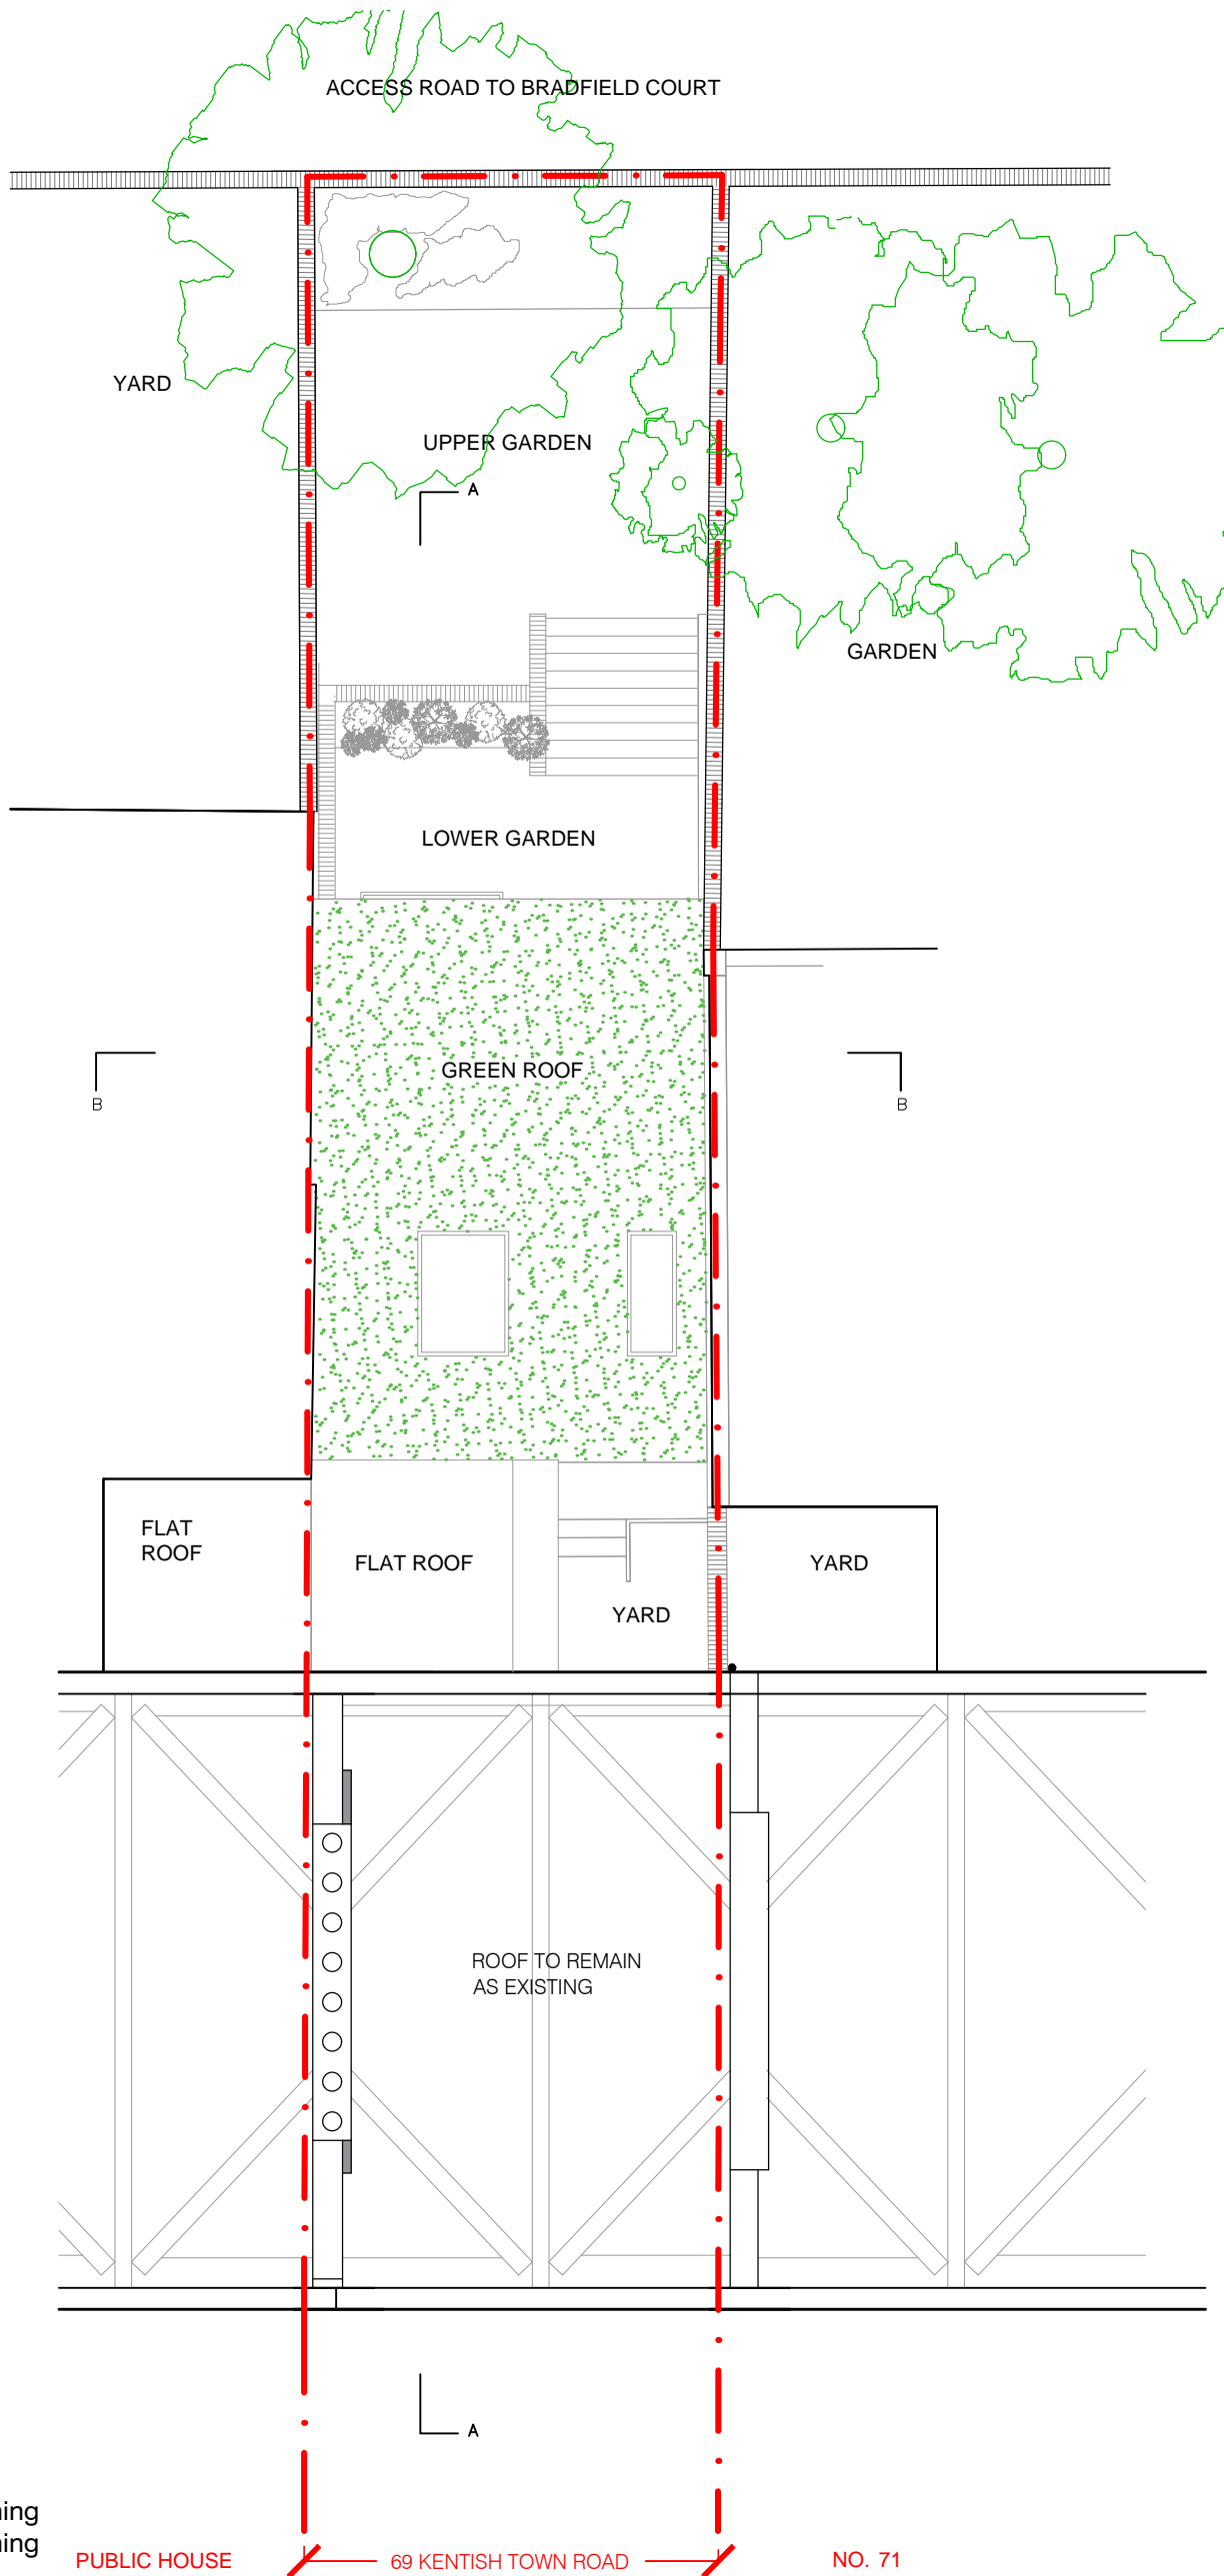 ACCESS ROAD TO BRADFIELD COURT
YARD
UPPER GARDEN
A
GARDEN
LOWER GARDEN
GREEN ROOF
B
B
FLAT
ROOF
FLAT ROOF
YARD
YARD
ROOF TO REMAIN
AS EXISTING
A
PUBLIC HOUSE
69 KENTISH TOWN ROAD
NO. 71